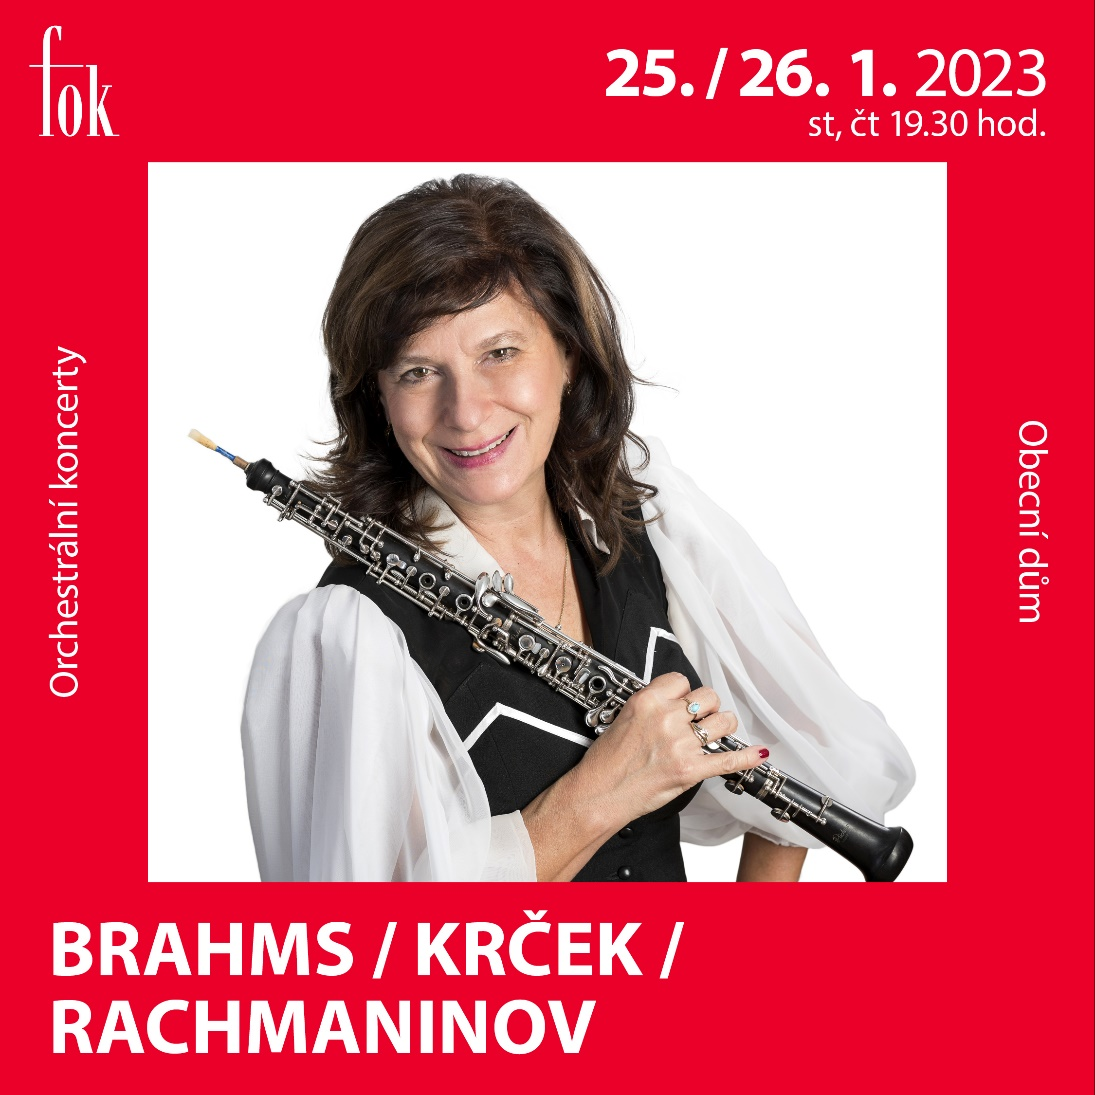 fok
25. / 26. 1. 2023
st, čt 19.30 hod.
Orchestrální koncerty
Obecní dům
BRAHMS / KRČEK /
RACHMANINOV